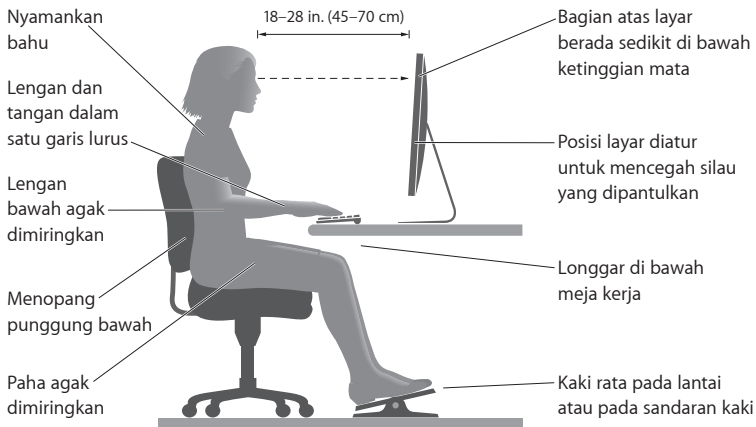 18–28 in. (45–70 cm)
Nyamankan
bahu
Lengan dan
tangan dalam
satu garis lurus
Lengan
bawah agak
dimiringkan
Menopang
punggung bawah
Paha agak
dimiringkan
Bagian atas layar
berada sedikit di bawah
ketinggian mata
Posisi layar diatur
untuk mencegah silau
yang dipantulkan
Longgar di bawah
meja kerja
Kaki rata pada lantai
atau pada sandaran kaki